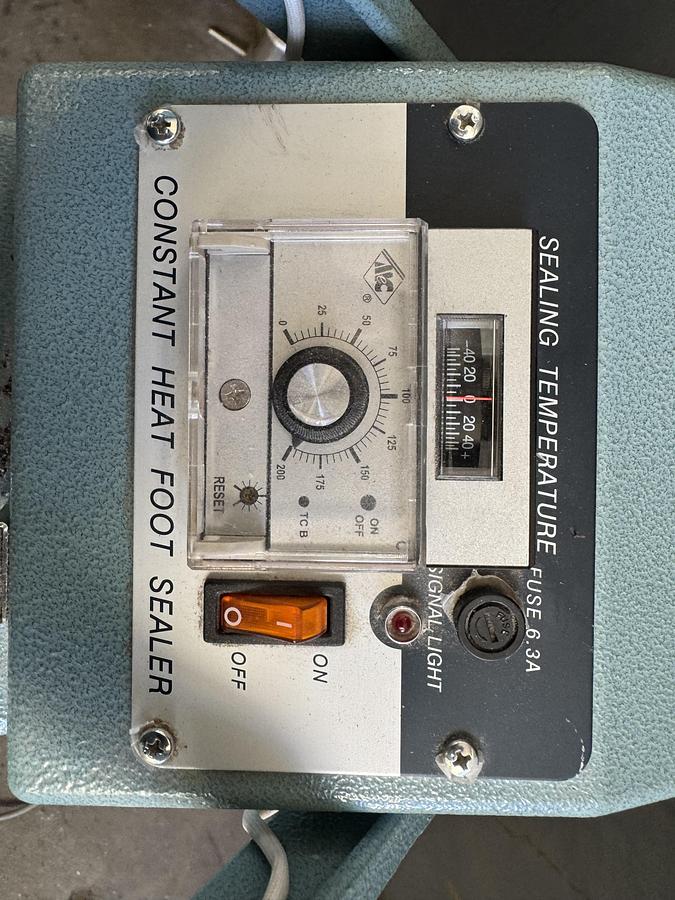 SEALING TEMPERATURE
FUSE 6.3A
-40 20 0 20 40+
SIGNAL LIGHT
®
0 25 50 75 100 125 150 175 200
ON
OFF
TC B
RESET
ON
OFF
CONSTANT HEAT FOOT SEALER